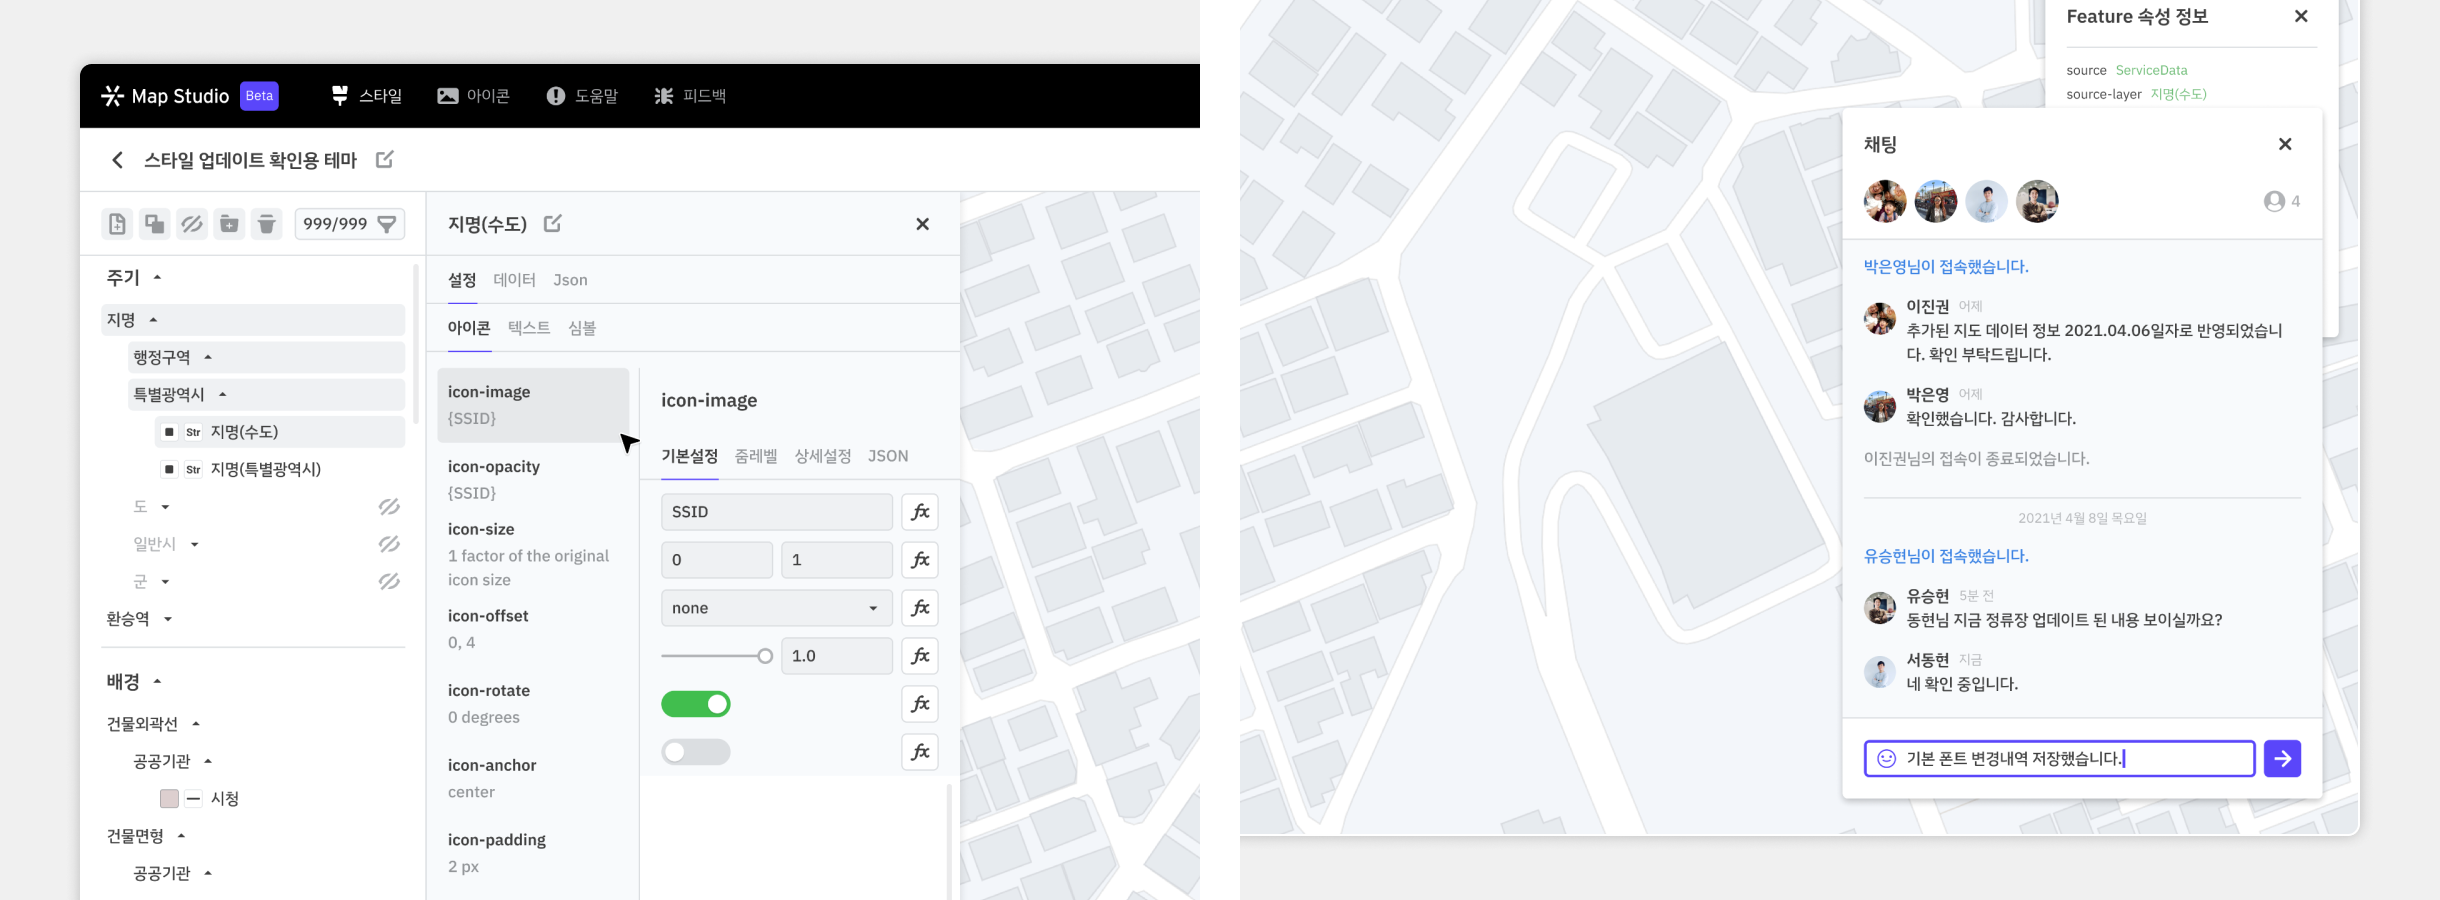 Map Studio Beta 스타일 아이콘 도움말 피드백
스타일 업데이트 확인용 테마
999/999
주기
지명
행정구역
특별광역시
Str 지명(수도)
Str 지명(특별광역시)
도
일반시
군
환승역
배경
건물외곽선
공공기관
시청
건물면형
공공기관
지명(수도)
설정 데이터 Json
아이콘 텍스트 심볼
icon-image
{SSID}
icon-opacity
{SSID}
icon-size
1 factor of the original
icon size
icon-offset
0, 4
icon-rotate
0 degrees
icon-anchor
center
icon-padding
2 px
icon-image
기본설정 줌레벨 상세설정 JSON
SSID fx
0 1 fx
none fx
1.0 fx
fx
fx
Feature 속성 정보
source ServiceData
source-layer 지명(수도)
채팅
4
박은영님이 접속했습니다.
이진권 어제
추가된 지도 데이터 정보 2021.04.06일자로 반영되었습니
다. 확인 부탁드립니다.
박은영 어제
확인했습니다. 감사합니다.
이진권님의 접속이 종료되었습니다.
2021년 4월 8일 목요일
유승현님이 접속했습니다.
유승현 5분 전
동현님 지금 정류장 업데이트 된 내용 보이실까요?
서동현 지금
네 확인 중입니다.
기본 폰트 변경내역 저장했습니다.